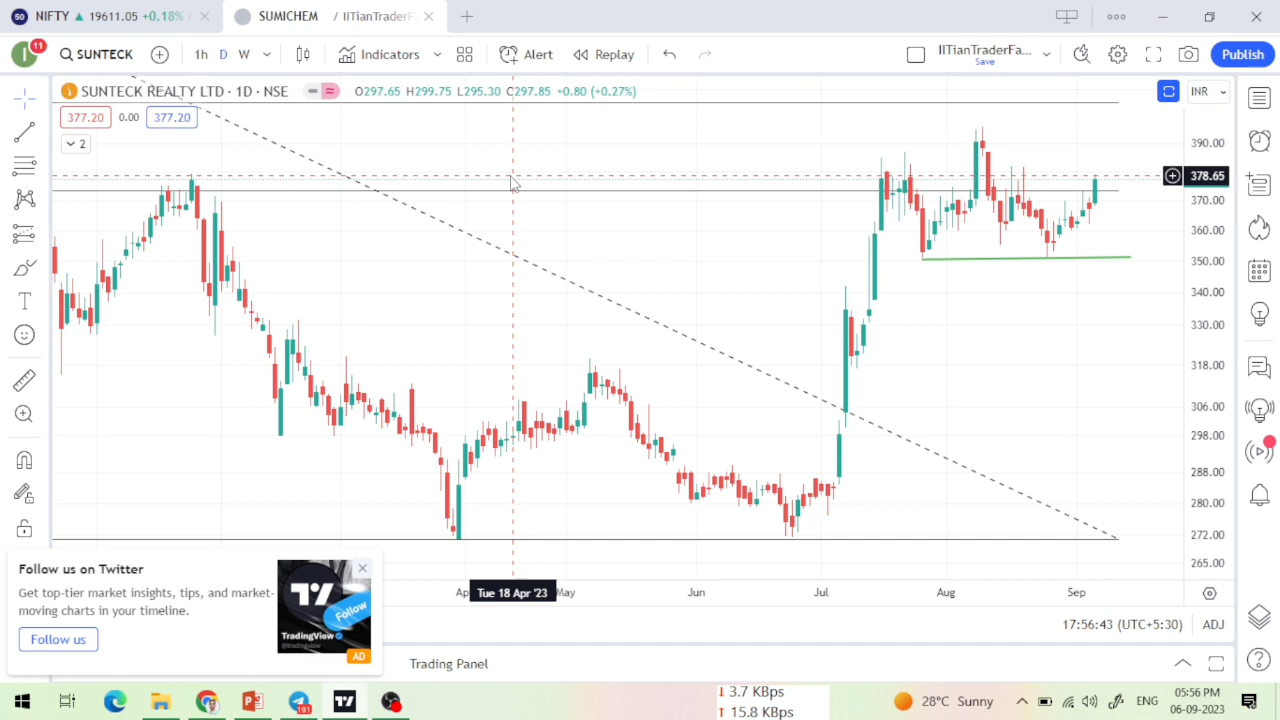 50 NIFTY ▲ 19611.05 +0.18%
SUMICHEM / IITianTraderF
11
SUNTECK 1h D W Indicators Alert Replay IITianTraderFa... Save Publish
SUNTECK REALTY LTD · 1D · NSE O297.65 H299.75 L295.30 C297.85 +0.80 (+0.27%) INR
377.20 0.00 377.20
2
390.00
378.65
370.00
360.00
350.00
340.00
330.00
318.00
306.00
298.00
288.00
280.00
272.00
265.00
Ap Tue 18 Apr '23 May Jun Jul Aug Sep
Follow us on Twitter
Get top-tier market insights, tips, and market-
moving charts in your timeline.
Follow us
Follow
TradingView
@tradingview
AD
17:56:43 (UTC+5:30) ADJ
Trading Panel
191
↓ 3.7 KBps
↑ 15.8 KBps
28°C Sunny
ENG
05:56 PM
06-09-2023